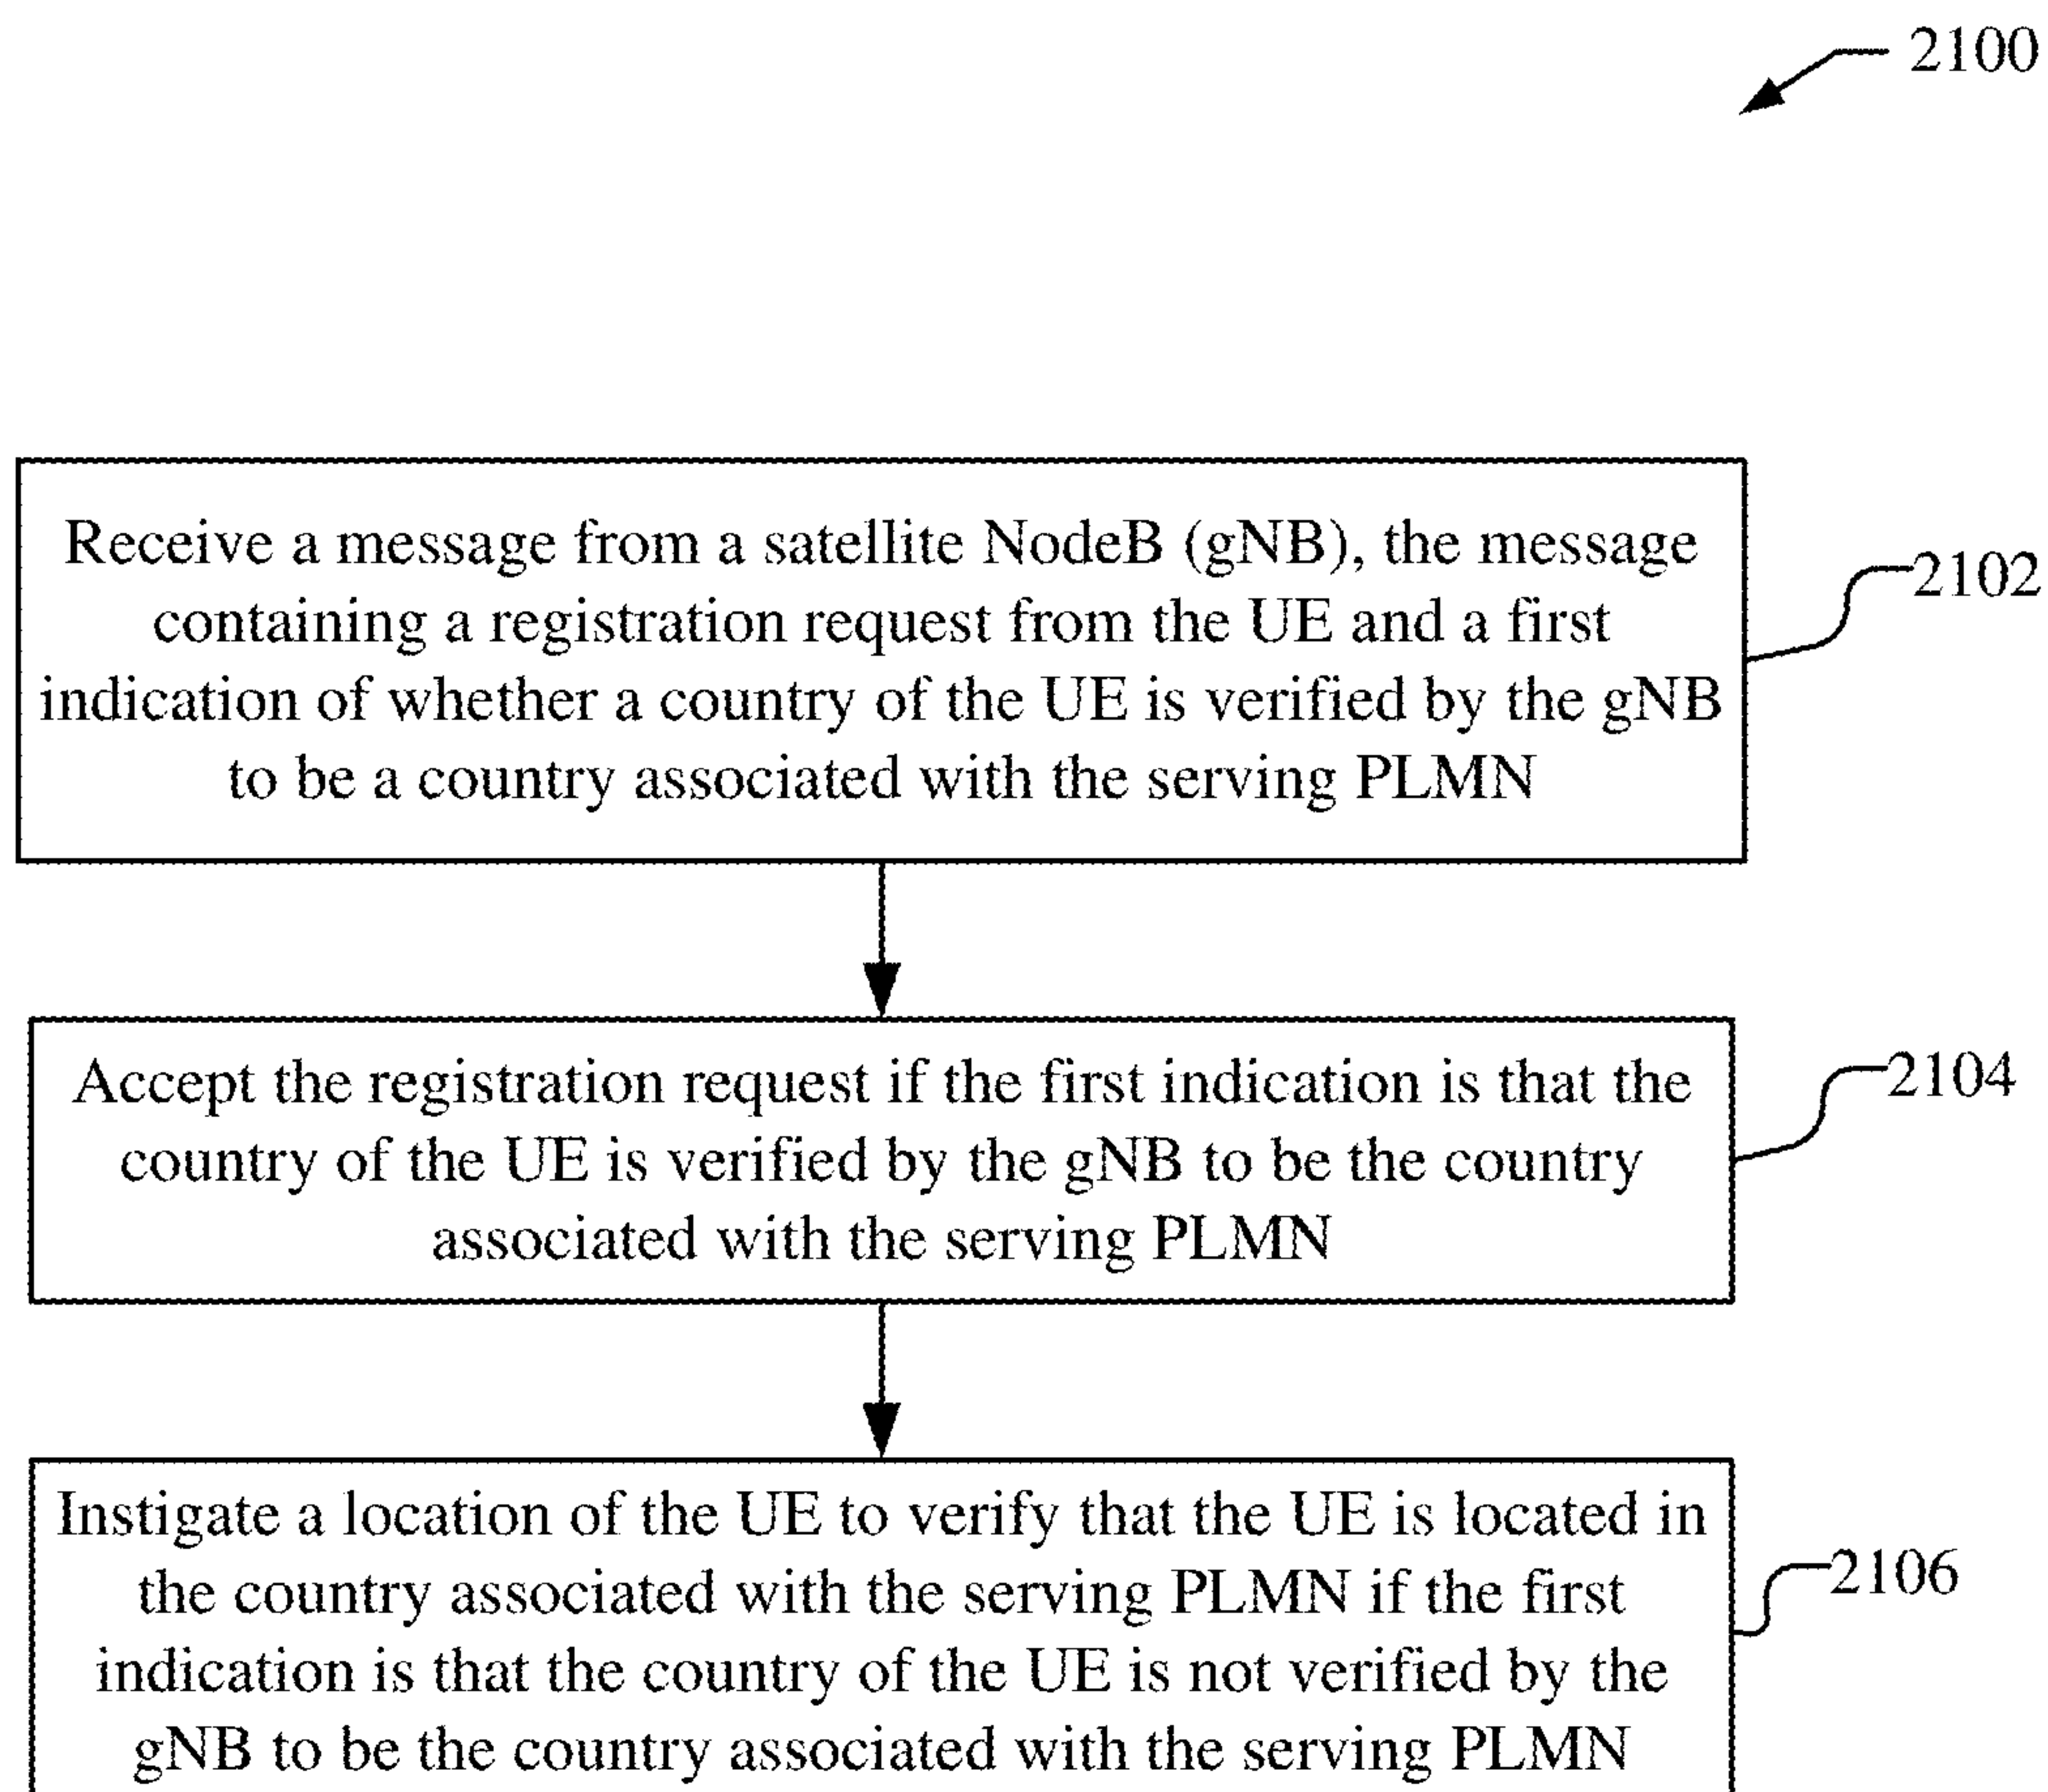 2100
Receive a message from a satellite NodeB (gNB), the message
containing a registration request from the UE and a first
indication of whether a country of the UE is verified by the gNB
to be a country associated with the serving PLMN
2102
Accept the registration request if the first indication is that the
country of the UE is verified by the gNB to be the country
associated with the serving PLMN
2104
Instigate a location of the UE to verify that the UE is located in
the country associated with the serving PLMN if the first
indication is that the country of the UE is not verified by the
gNB to be the country associated with the serving PLMN
2106